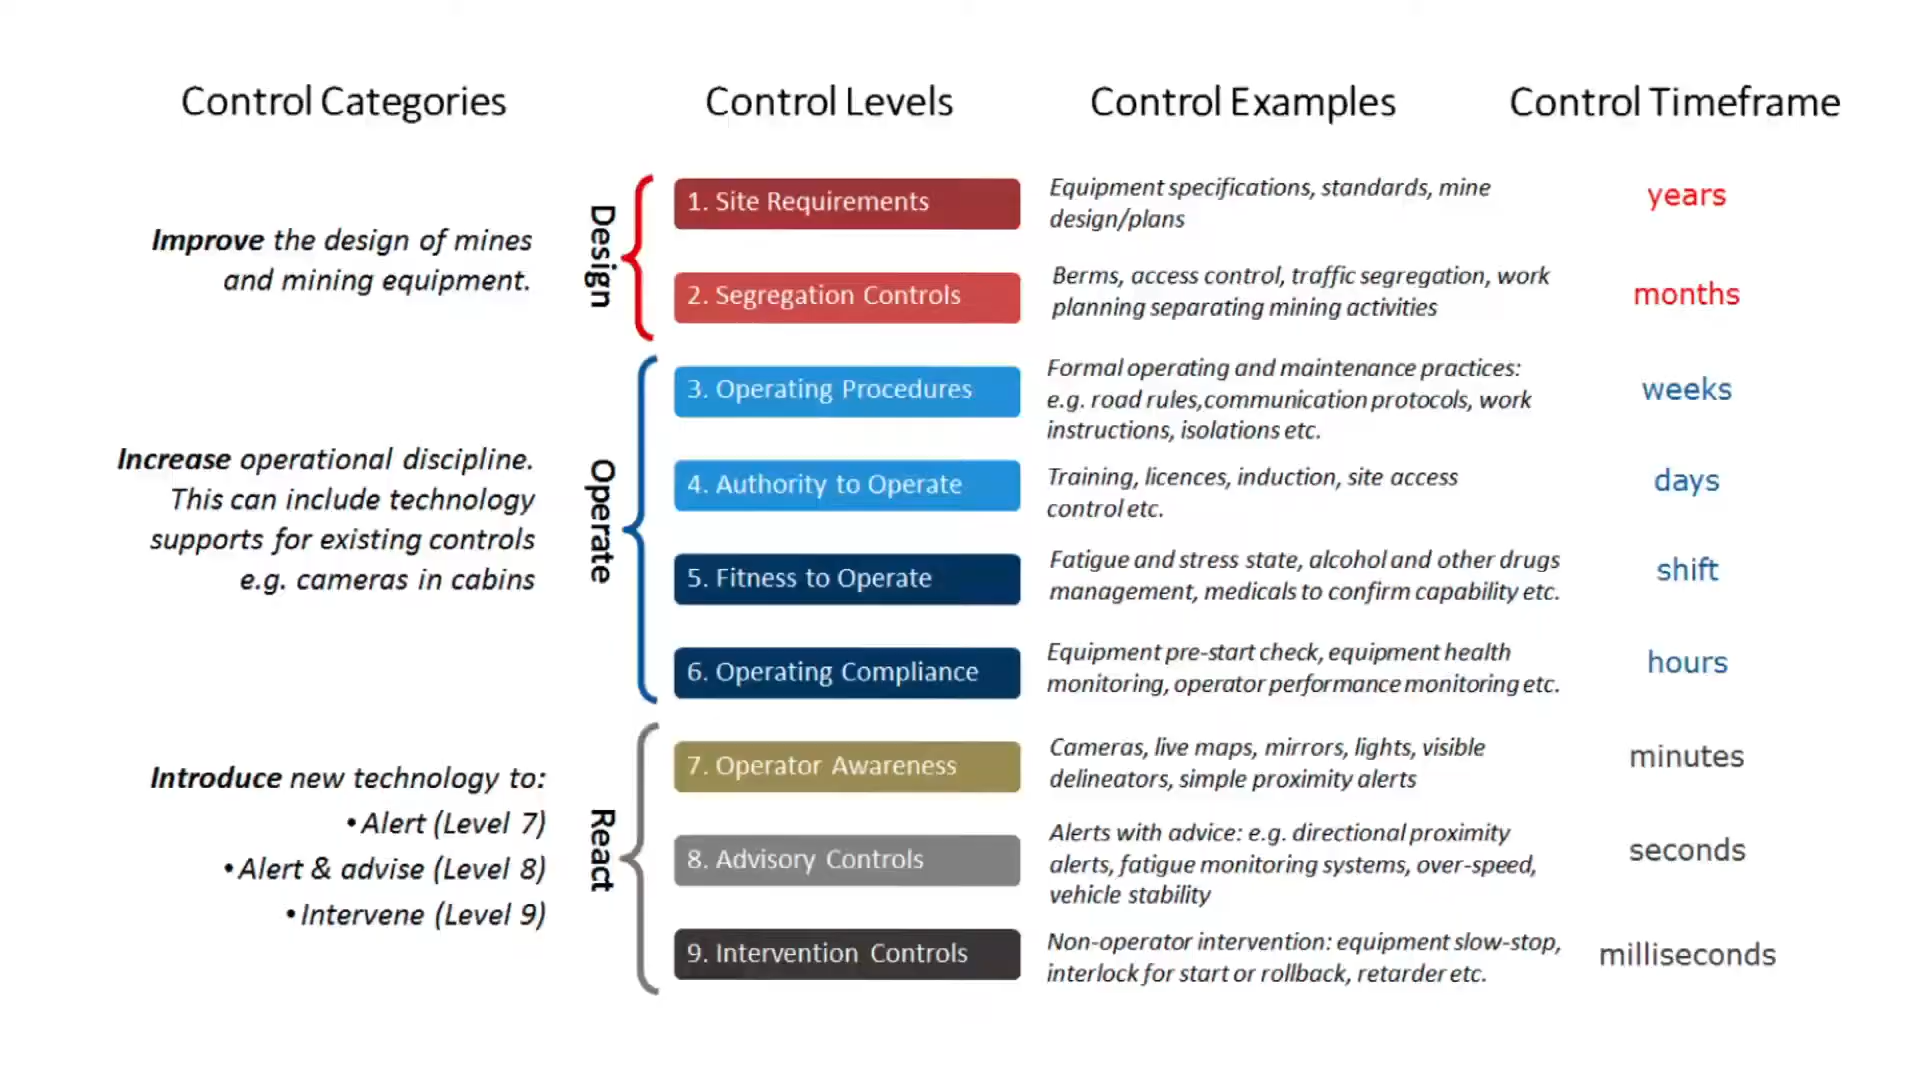 Control Categories
Control Levels
Control Examples
Control Timeframe
Improve the design of mines
and mining equipment.
Design
1. Site Requirements
Equipment specifications, standards, mine
design/plans
years
2. Segregation Controls
Berms, access control, traffic segregation, work
planning separating mining activities
months
Increase operational discipline.
This can include technology
supports for existing controls
e.g. cameras in cabins
Operate
3. Operating Procedures
Formal operating and maintenance practices:
e.g. road rules,communication protocols, work
instructions, isolations etc.
weeks
4. Authority to Operate
Training, licences, induction, site access
control etc.
days
5. Fitness to Operate
Fatigue and stress state, alcohol and other drugs
management, medicals to confirm capability etc.
shift
6. Operating Compliance
Equipment pre-start check, equipment health
monitoring, operator performance monitoring etc.
hours
Introduce new technology to:
• Alert (Level 7)
• Alert & advise (Level 8)
• Intervene (Level 9)
React
7. Operator Awareness
Cameras, live maps, mirrors, lights, visible
delineators, simple proximity alerts
minutes
8. Advisory Controls
Alerts with advice: e.g. directional proximity
alerts, fatigue monitoring systems, over-speed,
vehicle stability
seconds
9. Intervention Controls
Non-operator intervention: equipment slow-stop,
interlock for start or rollback, retarder etc.
milliseconds